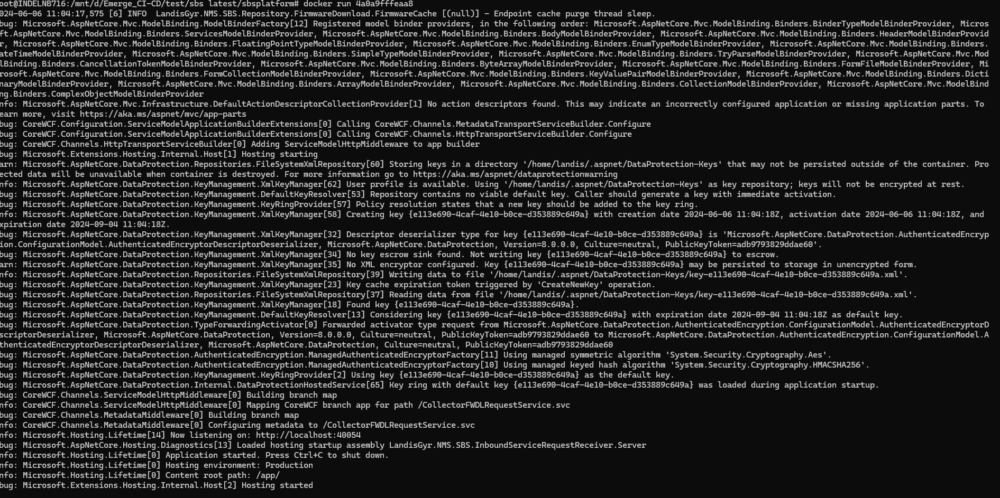 oot@INDELNB716:/mnt/d/Emerge_CI-CD/test/sbs latest/sbsplatform# docker run 4a0a9fffeaa8
024-06-06 11:04:17,575 [6] INFO  LandisGyr.NMS.SBS.Repository.FirmwareDownload.FirmwareCache [(null)] - Endpoint cache purge thread sleep.
bug: Microsoft.AspNetCore.Mvc.ModelBinding.ModelBinderFactory[12] Registered model binder providers, in the following order: Microsoft.AspNetCore.Mvc.ModelBinding.Binders.BinderTypeModelBinderProvider, Micros
ft.AspNetCore.Mvc.ModelBinding.Binders.ServicesModelBinderProvider, Microsoft.AspNetCore.Mvc.ModelBinding.Binders.BodyModelBinderProvider, Microsoft.AspNetCore.Mvc.ModelBinding.Binders.HeaderModelBinderProvid
r, Microsoft.AspNetCore.Mvc.ModelBinding.Binders.FloatingPointTypeModelBinderProvider, Microsoft.AspNetCore.Mvc.ModelBinding.Binders.EnumTypeModelBinderProvider, Microsoft.AspNetCore.Mvc.ModelBinding.Binders.
ateTimeModelBinderProvider, Microsoft.AspNetCore.Mvc.ModelBinding.Binders.SimpleTypeModelBinderProvider, Microsoft.AspNetCore.Mvc.ModelBinding.Binders.TryParseModelBinderProvider, Microsoft.AspNetCore.Mvc.Mod
lBinding.Binders.CancellationTokenModelBinderProvider, Microsoft.AspNetCore.Mvc.ModelBinding.Binders.ByteArrayModelBinderProvider, Microsoft.AspNetCore.Mvc.ModelBinding.Binders.FormFileModelBinderProvider, Mi
rosoft.AspNetCore.Mvc.ModelBinding.Binders.FormCollectionModelBinderProvider, Microsoft.AspNetCore.Mvc.ModelBinding.Binders.KeyValuePairModelBinderProvider, Microsoft.AspNetCore.Mvc.ModelBinding.Binders.Dicti
naryModelBinderProvider, Microsoft.AspNetCore.Mvc.ModelBinding.Binders.ArrayModelBinderProvider, Microsoft.AspNetCore.Mvc.ModelBinding.Binders.CollectionModelBinderProvider, Microsoft.AspNetCore.Mvc.ModelBind
ng.Binders.ComplexObjectModelBinderProvider
nfo: Microsoft.AspNetCore.Mvc.Infrastructure.DefaultActionDescriptorCollectionProvider[1] No action descriptors found. This may indicate an incorrectly configured application or missing application parts. To
earn more, visit https://aka.ms/aspnet/mvc/app-parts
bug: CoreWCF.Configuration.ServiceModelApplicationBuilderExtensions[0] Calling CoreWCF.Channels.MetadataTransportServiceBuilder.Configure
bug: CoreWCF.Configuration.ServiceModelApplicationBuilderExtensions[0] Calling CoreWCF.Channels.HttpTransportServiceBuilder.Configure
bug: CoreWCF.Channels.HttpTransportServiceBuilder[0] Adding ServiceModelHttpMiddleware to app builder
bug: Microsoft.Extensions.Hosting.Internal.Host[1] Hosting starting
arn: Microsoft.AspNetCore.DataProtection.Repositories.FileSystemXmlRepository[60] Storing keys in a directory '/home/landis/.aspnet/DataProtection-Keys' that may not be persisted outside of the container. Pro
ected data will be unavailable when container is destroyed. For more information go to https://aka.ms/aspnet/dataprotectionwarning
nfo: Microsoft.AspNetCore.DataProtection.KeyManagement.XmlKeyManager[62] User profile is available. Using '/home/landis/.aspnet/DataProtection-Keys' as key repository; keys will not be encrypted at rest.
bug: Microsoft.AspNetCore.DataProtection.KeyManagement.DefaultKeyResolver[53] Repository contains no viable default key. Caller should generate a key with immediate activation.
bug: Microsoft.AspNetCore.DataProtection.KeyManagement.KeyRingProvider[57] Policy resolution states that a new key should be added to the key ring.
nfo: Microsoft.AspNetCore.DataProtection.KeyManagement.XmlKeyManager[58] Creating key {e113e690-4caf-4e10-b0ce-d353889c649a} with creation date 2024-06-06 11:04:18Z, activation date 2024-06-06 11:04:18Z, and
xpiration date 2024-09-04 11:04:18Z.
bug: Microsoft.AspNetCore.DataProtection.KeyManagement.XmlKeyManager[32] Descriptor deserializer type for key {e113e690-4caf-4e10-b0ce-d353889c649a} is 'Microsoft.AspNetCore.DataProtection.AuthenticatedEncryp
ion.ConfigurationModel.AuthenticatedEncryptorDescriptorDeserializer, Microsoft.AspNetCore.DataProtection, Version=8.0.0.0, Culture=neutral, PublicKeyToken=adb9793829ddae60'.
bug: Microsoft.AspNetCore.DataProtection.KeyManagement.XmlKeyManager[34] No key escrow sink found. Not writing key {e113e690-4caf-4e10-b0ce-d353889c649a} to escrow.
arn: Microsoft.AspNetCore.DataProtection.KeyManagement.XmlKeyManager[35] No XML encryptor configured. Key {e113e690-4caf-4e10-b0ce-d353889c649a} may be persisted to storage in unencrypted form.
nfo: Microsoft.AspNetCore.DataProtection.Repositories.FileSystemXmlRepository[39] Writing data to file '/home/landis/.aspnet/DataProtection-Keys/key-e113e690-4caf-4e10-b0ce-d353889c649a.xml'.
bug: Microsoft.AspNetCore.DataProtection.KeyManagement.XmlKeyManager[23] Key cache expiration token triggered by 'CreateNewKey' operation.
bug: Microsoft.AspNetCore.DataProtection.Repositories.FileSystemXmlRepository[37] Reading data from file '/home/landis/.aspnet/DataProtection-Keys/key-e113e690-4caf-4e10-b0ce-d353889c649a.xml'.
bug: Microsoft.AspNetCore.DataProtection.KeyManagement.XmlKeyManager[18] Found key {e113e690-4caf-4e10-b0ce-d353889c649a}.
bug: Microsoft.AspNetCore.DataProtection.KeyManagement.DefaultKeyResolver[13] Considering key {e113e690-4caf-4e10-b0ce-d353889c649a} with expiration date 2024-09-04 11:04:18Z as default key.
bug: Microsoft.AspNetCore.DataProtection.TypeForwardingActivator[0] Forwarded activator type request from Microsoft.AspNetCore.DataProtection.AuthenticatedEncryption.ConfigurationModel.AuthenticatedEncryptorD
scriptorDeserializer, Microsoft.AspNetCore.DataProtection, Version=8.0.0.0, Culture=neutral, PublicKeyToken=adb9793829ddae60 to Microsoft.AspNetCore.DataProtection.AuthenticatedEncryption.ConfigurationModel.A
thenticatedEncryptorDescriptorDeserializer, Microsoft.AspNetCore.DataProtection, Culture=neutral, PublicKeyToken=adb9793829ddae60
bug: Microsoft.AspNetCore.DataProtection.AuthenticatedEncryption.ManagedAuthenticatedEncryptorFactory[11] Using managed symmetric algorithm 'System.Security.Cryptography.Aes'.
bug: Microsoft.AspNetCore.DataProtection.AuthenticatedEncryption.ManagedAuthenticatedEncryptorFactory[10] Using managed keyed hash algorithm 'System.Security.Cryptography.HMACSHA256'.
bug: Microsoft.AspNetCore.DataProtection.KeyManagement.KeyRingProvider[2] Using key {e113e690-4caf-4e10-b0ce-d353889c649a} as the default key.
bug: Microsoft.AspNetCore.DataProtection.Internal.DataProtectionHostedService[65] Key ring with default key {e113e690-4caf-4e10-b0ce-d353889c649a} was loaded during application startup.
bug: CoreWCF.Channels.ServiceModelHttpMiddleware[0] Building branch map
nfo: CoreWCF.Channels.ServiceModelHttpMiddleware[0] Mapping CoreWCF branch app for path /CollectorFWDLRequestService.svc
bug: CoreWCF.Channels.MetadataMiddleware[0] Building branch map
nfo: CoreWCF.Channels.MetadataMiddleware[0] Configuring metadata to /CollectorFWDLRequestService.svc
nfo: Microsoft.Hosting.Lifetime[14] Now listening on: http://localhost:40054
bug: Microsoft.AspNetCore.Hosting.Diagnostics[13] Loaded hosting startup assembly LandisGyr.NMS.SBS.InboundServiceRequestReceiver.Server
nfo: Microsoft.Hosting.Lifetime[0] Application started. Press Ctrl+C to shut down.
nfo: Microsoft.Hosting.Lifetime[0] Hosting environment: Production
nfo: Microsoft.Hosting.Lifetime[0] Content root path: /app/
bug: Microsoft.Extensions.Hosting.Internal.Host[2] Hosting started